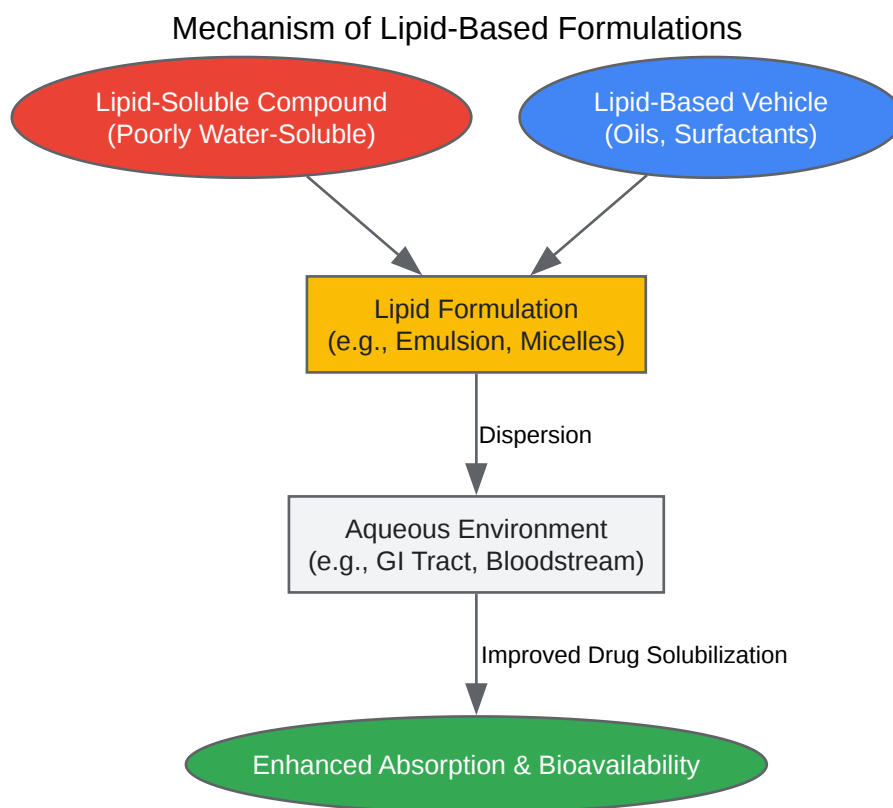 Mechanism of Lipid-Based Formulations
Lipid-Soluble Compound
(Poorly Water-Soluble)
Lipid-Based Vehicle
(Oils, Surfactants)
Lipid Formulation
(e.g., Emulsion, Micelles)
Dispersion
Aqueous Environment
(e.g., GI Tract, Bloodstream)
Improved Drug Solubilization
Enhanced Absorption & Bioavailability